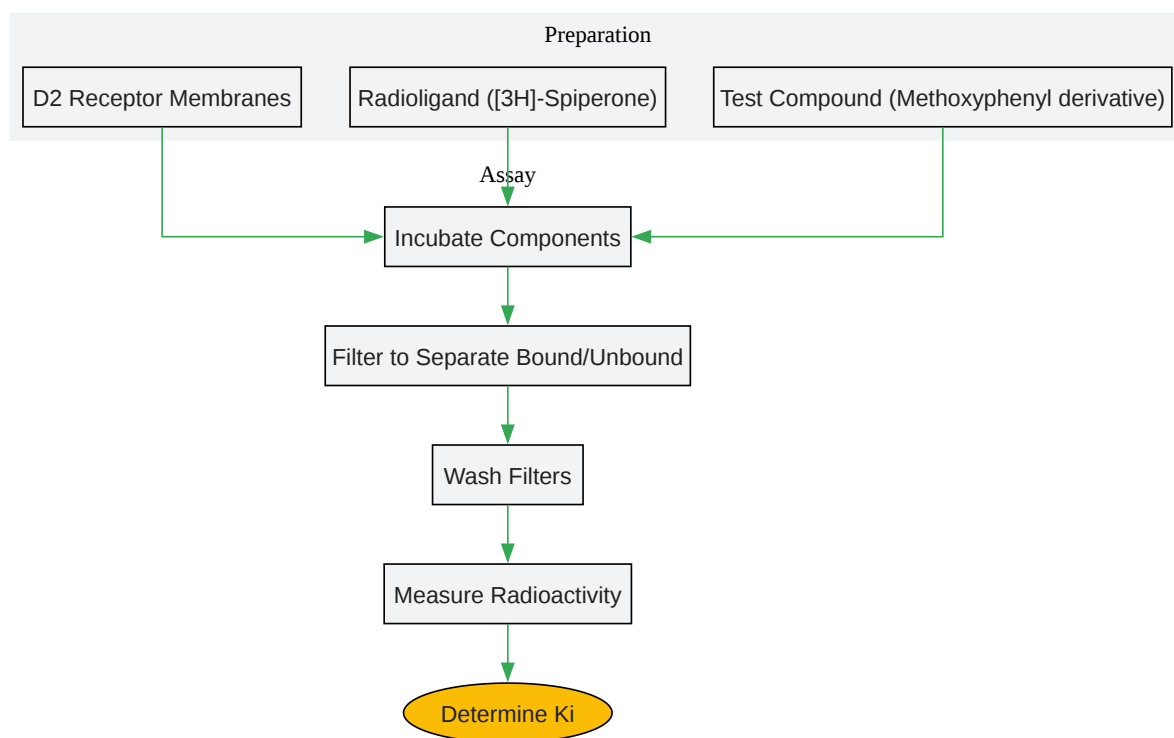 Preparation
D2 Receptor Membranes
Radioligand ([3H]-Spiperone)
Test Compound (Methoxyphenyl derivative)
Assay
Incubate Components
Filter to Separate Bound/Unbound
Wash Filters
Measure Radioactivity
Determine Ki